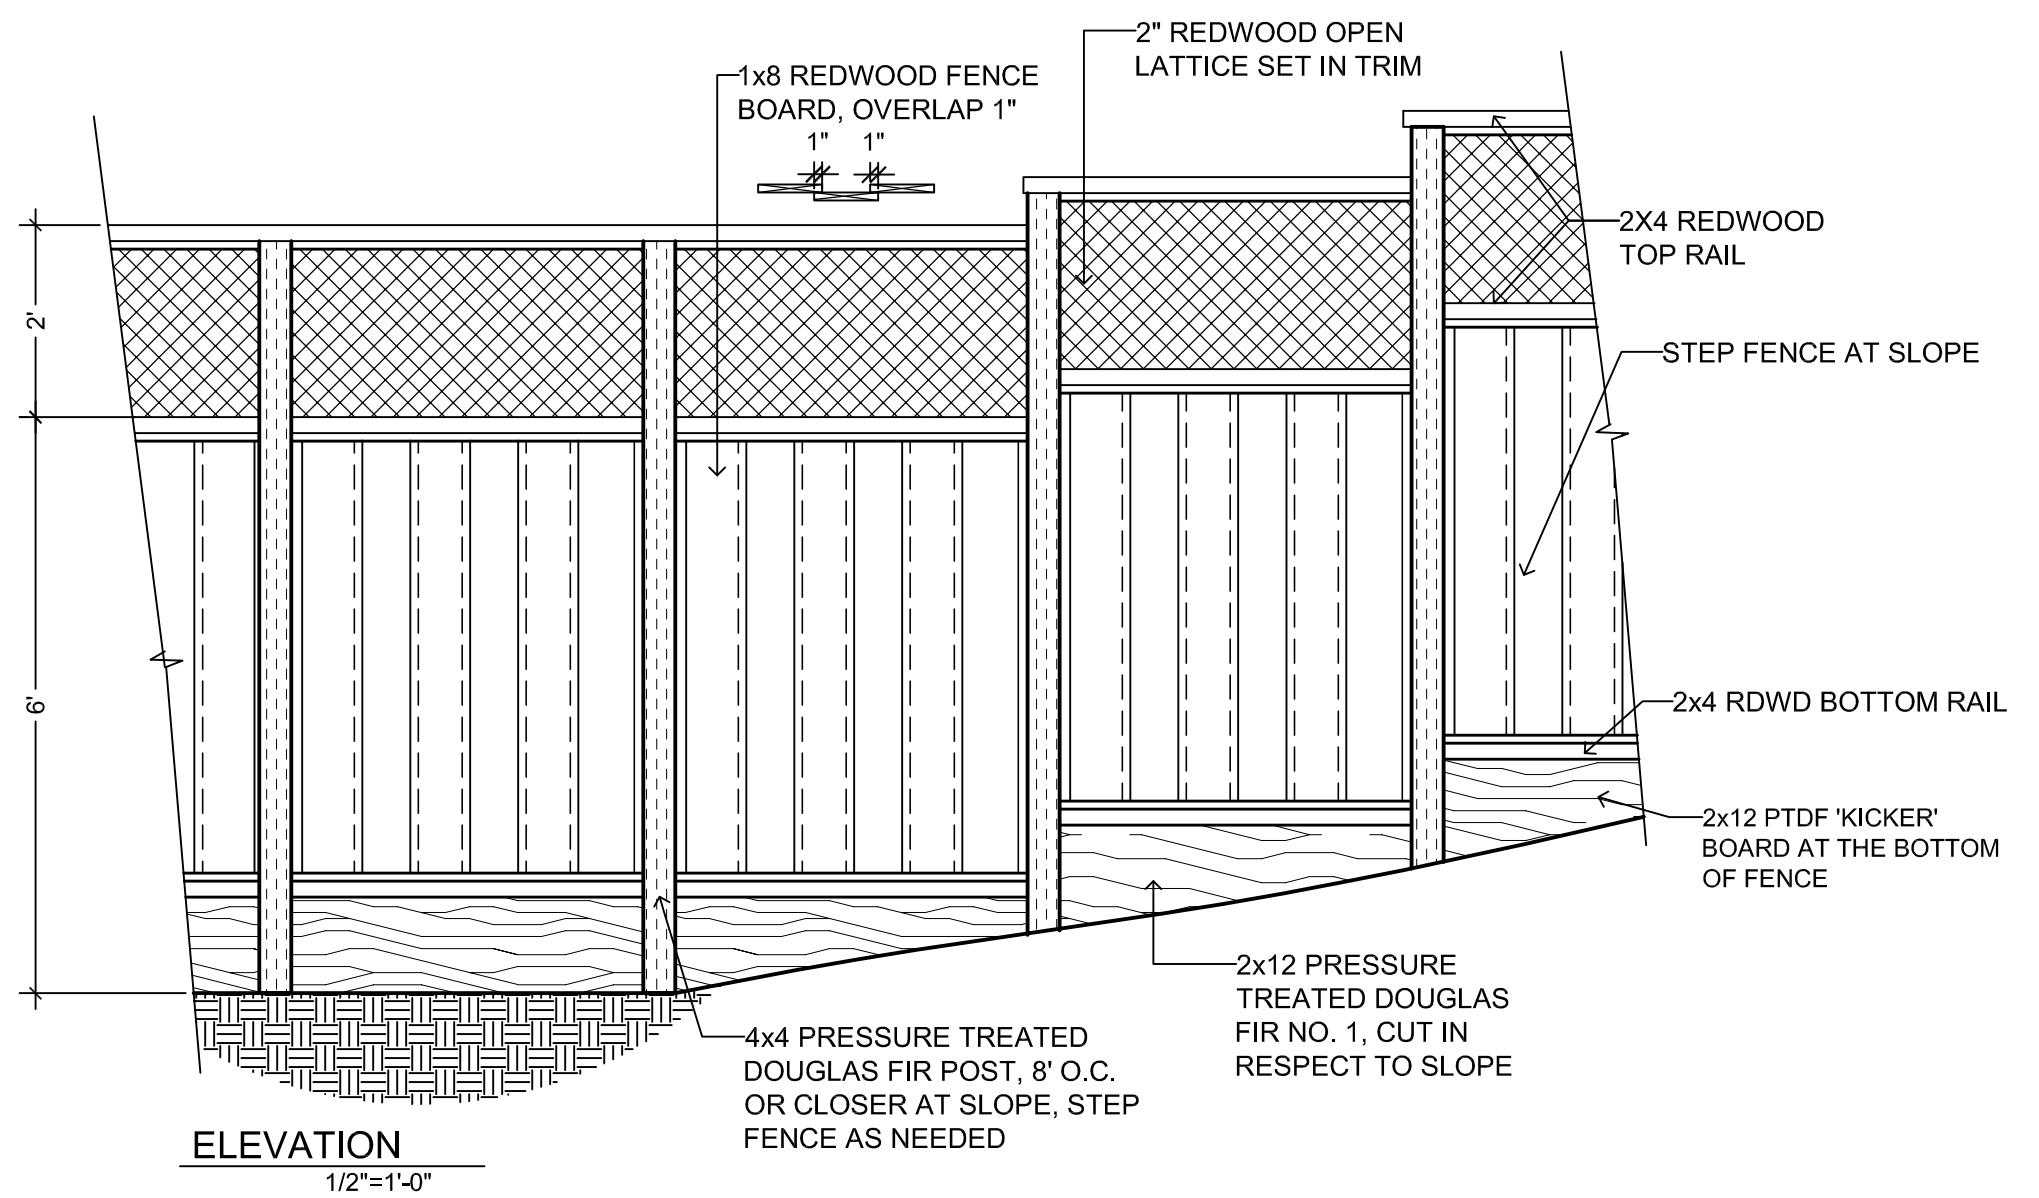 2" REDWOOD OPEN
LATTICE SET IN TRIM
1x8 REDWOOD FENCE
BOARD, OVERLAP 1"
1" 1"
2X4 REDWOOD
TOP RAIL
2'
STEP FENCE AT SLOPE
6'
2x4 RDWD BOTTOM RAIL
2x12 PTDF 'KICKER'
BOARD AT THE BOTTOM
OF FENCE
2x12 PRESSURE
TREATED DOUGLAS
FIR NO. 1, CUT IN
RESPECT TO SLOPE
4x4 PRESSURE TREATED
DOUGLAS FIR POST, 8' O.C.
OR CLOSER AT SLOPE, STEP
FENCE AS NEEDED
ELEVATION
1/2"=1'-0"